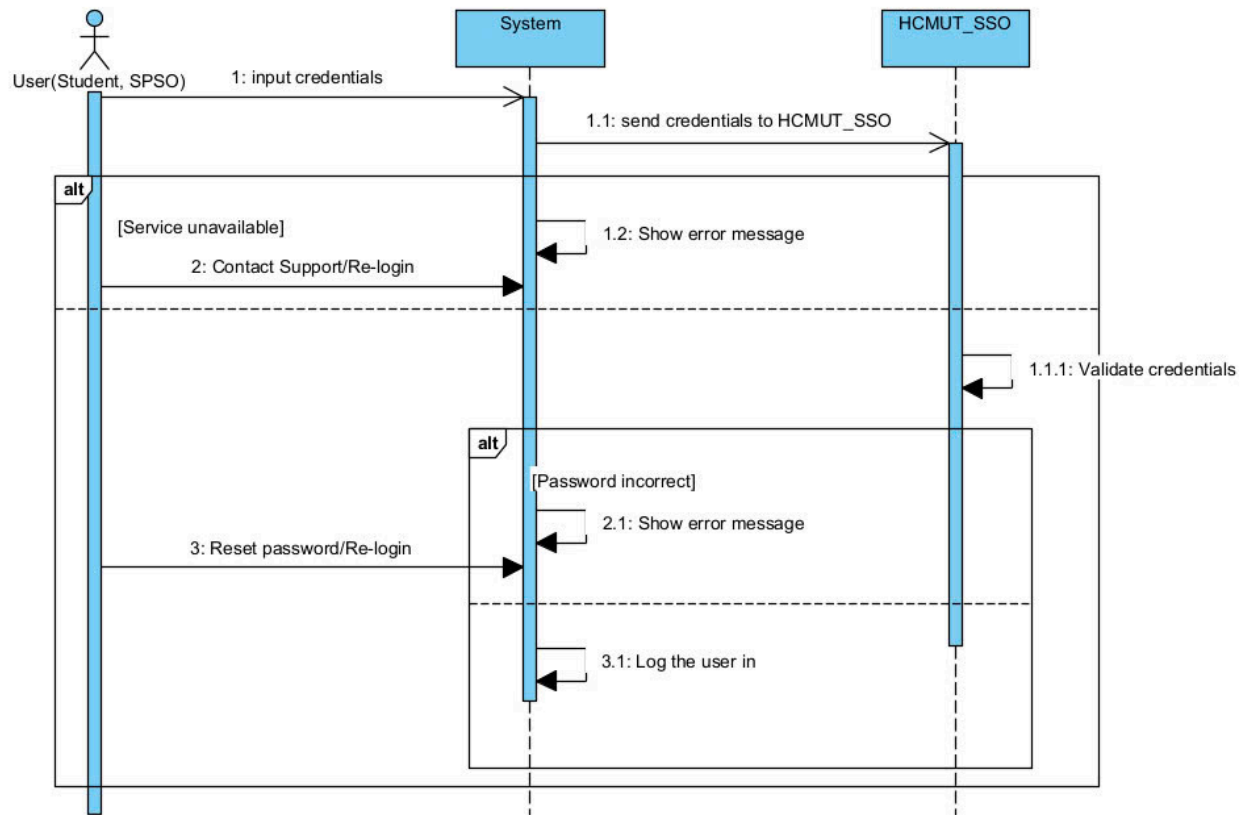 System
HCMUT_SSO
User(Student, SPSO)
1: input credentials
1.1: send credentials to HCMUT_SSO
alt
[Service unavailable]
1.2: Show error message
2: Contact Support/Re-login
1.1.1: Validate credentials
alt
[Password incorrect]
2.1: Show error message
3: Reset password/Re-login
3.1: Log the user in